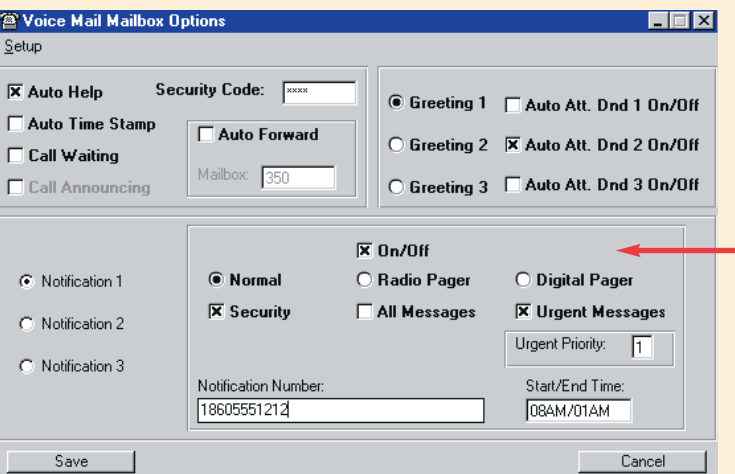 Voice Mail Mailbox Options
Setup
Auto Help
Security Code: ****
Auto Time Stamp
Call Waiting
Call Announcing
Auto Forward
Mailbox: 350
Greeting 1
Auto Att. Dnd 1 On/Off
Greeting 2
Auto Att. Dnd 2 On/Off
Greeting 3
Auto Att. Dnd 3 On/Off
Notification 1
Notification 2
Notification 3
On/Off
Normal
Radio Pager
Digital Pager
Security
All Messages
Urgent Messages
Urgent Priority: 1
Notification Number:
18605551212
Start/End Time:
08AM/01AM
Save
Cancel